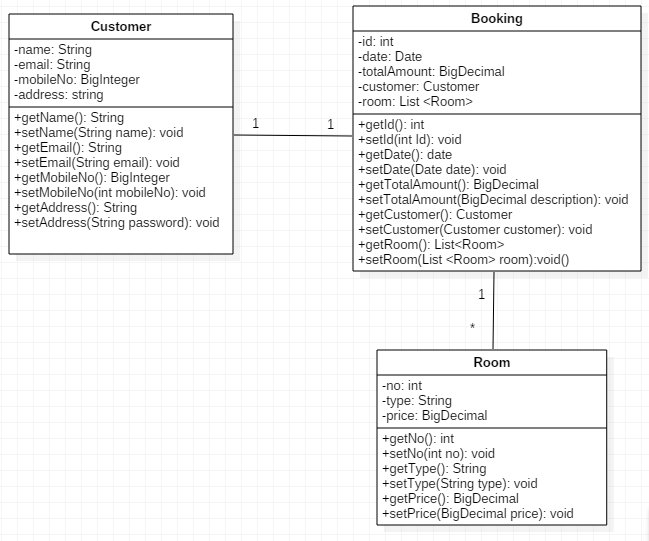 Customer
-name: String
-email: String
-mobileNo: BigInteger
-address: string
+getName(): String
+setName(String name): void
+getEmail(): String
+setEmail(String email): void
+getMobileNo(): BigInteger
+setMobileNo(int mobileNo): void
+getAddress(): String
+setAddress(String password): void
1
1
Booking
-id: int
-date: Date
-totalAmount: BigDecimal
-customer: Customer
-room: List <Room>
+getId(): int
+setId(int Id): void
+getDate(): date
+setDate(Date date): void
+getTotalAmount(): BigDecimal
+setTotalAmount(BigDecimal description): void
+getCustomer(): Customer
+setCustomer(Customer customer): void
+getRoom(): List<Room>
+setRoom(List <Room> room):void()
1
*
Room
-no: int
-type: String
-price: BigDecimal
+getNo(): int
+setNo(int no): void
+getType(): String
+setType(String type): void
+getPrice(): BigDecimal
+setPrice(BigDecimal price): void